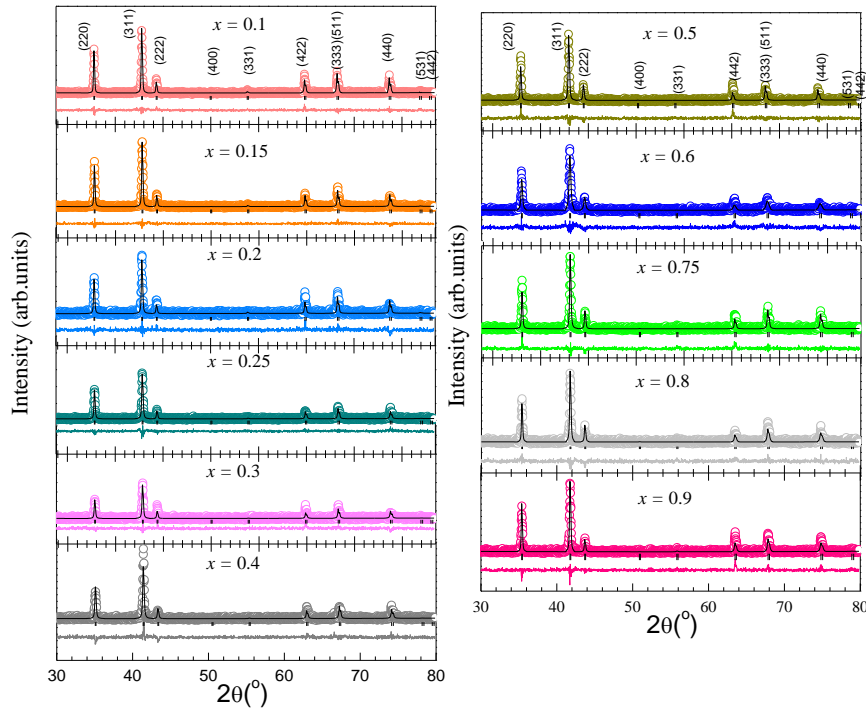 (220)
(311)
(222)
x = 0.1
(400)
(331)
(422)
(333)(511)
(440)
(531)
(442)
x = 0.15
x = 0.2
x = 0.25
x = 0.3
x = 0.4
Intensity (arb.units)
30 40 50 60 70 80
2θ(°)
(220)
(311)
(222)
x = 0.5
(400)
(331)
(442)
(333) (511)
(440)
(531)
(442)
x = 0.6
x = 0.75
x = 0.8
x = 0.9
Intensity (arb.units)
30 40 50 60 70 80
2θ(°)